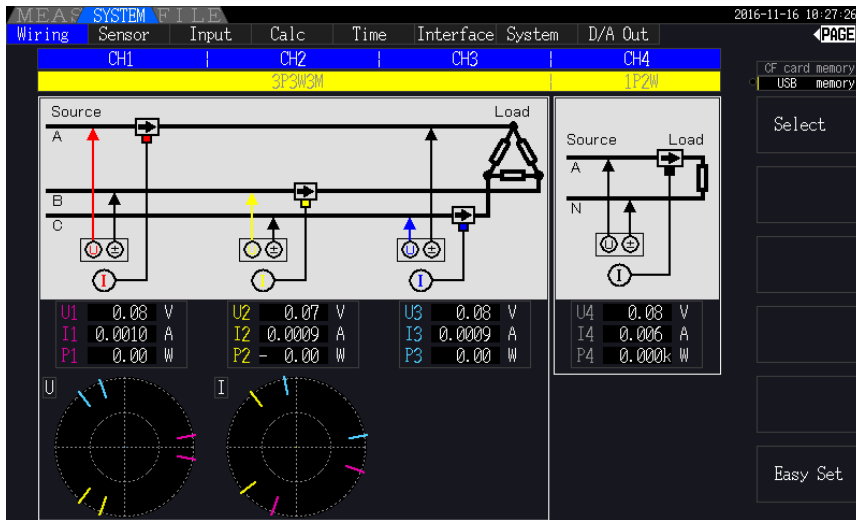 MEAS SYSTEM FILE 2016-11-16 10:27:26
Wiring Sensor Input Calc Time Interface System D/A Out PAGE
CH1 CH2 CH3 CH4
3P3W3M 1P2W
CF card memory
USB memory
Select
Source Load
A
B
C
U ± ± U ±
I I I
Source Load
A
N
U ±
I
U1 0.08 V U2 0.07 V U3 0.08 V U4 0.08 V
I1 0.0010 A I2 0.0009 A I3 0.0009 A I4 0.006 A
P1 0.00 W P2 - 0.00 W P3 0.00 W P4 0.000k W
U I
Easy Set